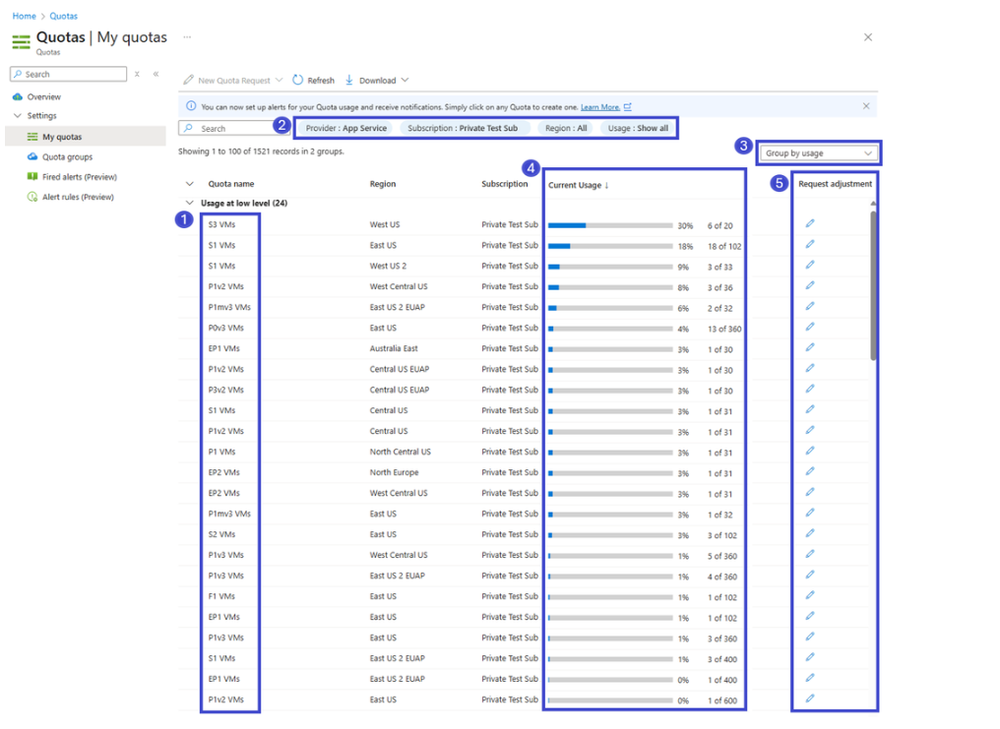 Home > Quotas
Quotas | My quotas ...
Quotas
Search
Overview
Settings
My quotas
Quota groups
Fired alerts (Preview)
Alert rules (Preview)
New Quota Request
Refresh
Download
You can now set up alerts for your Quota usage and receive notifications. Simply click on any Quota to create one. Learn More.
Search
2
Provider : App Service
Subscription : Private Test Sub
Region : All
Usage : Show all
Showing 1 to 100 of 1521 records in 2 groups.
3
Group by usage
4
5
Quota name Region Subscription Current Usage ↓ Request adjustment
Usage at low level (24)
1
S3 VMs West US Private Test Sub 30% 6 of 20
S1 VMs East US Private Test Sub 18% 18 of 102
S1 VMs West US 2 Private Test Sub 9% 3 of 33
P1v2 VMs West Central US Private Test Sub 8% 3 of 36
P1mv3 VMs East US 2 EUAP Private Test Sub 6% 2 of 32
P0v3 VMs East US Private Test Sub 4% 13 of 360
EP1 VMs Australia East Private Test Sub 3% 1 of 30
P1v2 VMs Central US EUAP Private Test Sub 3% 1 of 30
P3v2 VMs Central US EUAP Private Test Sub 3% 1 of 30
S1 VMs Central US Private Test Sub 3% 1 of 31
P1v2 VMs Central US Private Test Sub 3% 1 of 31
P1 VMs North Central US Private Test Sub 3% 1 of 31
EP2 VMs North Europe Private Test Sub 3% 1 of 31
EP2 VMs West Central US Private Test Sub 3% 1 of 31
P1mv3 VMs East US Private Test Sub 3% 1 of 32
S2 VMs East US Private Test Sub 3% 3 of 102
P1v3 VMs West Central US Private Test Sub 1% 5 of 360
P1v3 VMs East US 2 EUAP Private Test Sub 1% 4 of 360
F1 VMs East US Private Test Sub 1% 1 of 102
EP1 VMs East US Private Test Sub 1% 1 of 102
P1v3 VMs East US Private Test Sub 1% 3 of 360
S1 VMs East US 2 EUAP Private Test Sub 1% 3 of 400
EP1 VMs East US 2 EUAP Private Test Sub 0% 1 of 400
P1v2 VMs East US Private Test Sub 0% 1 of 600